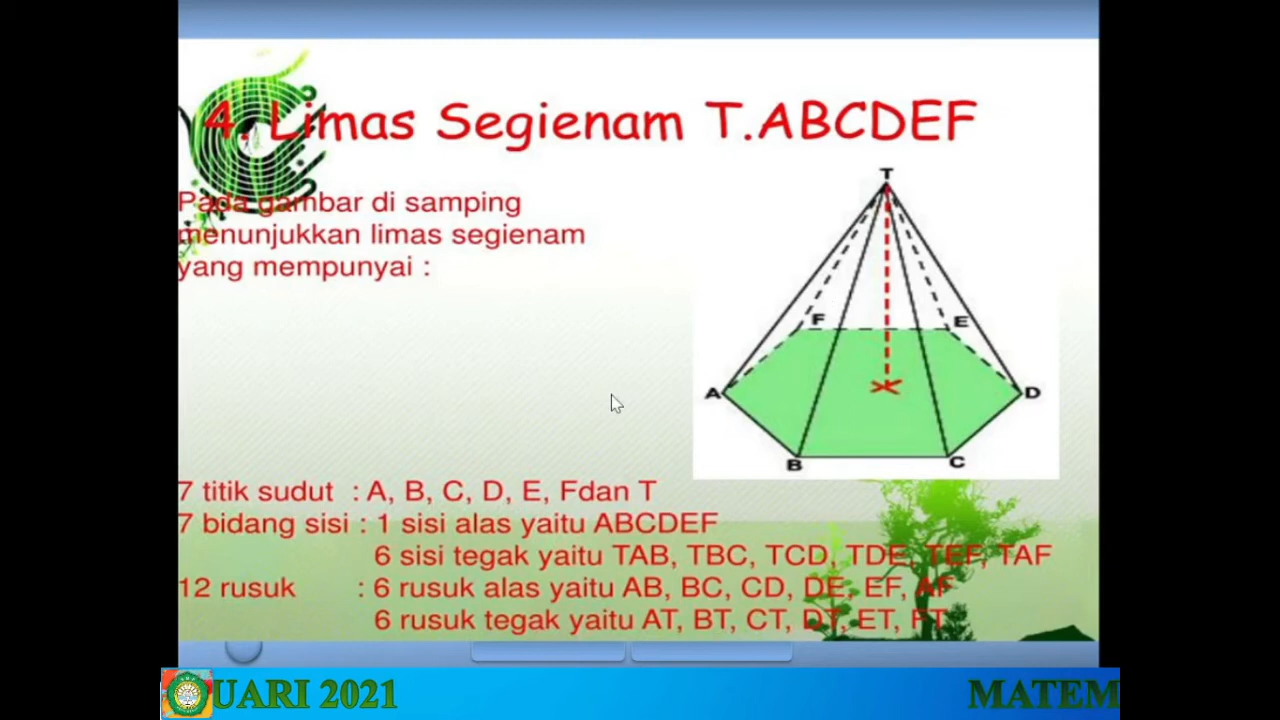 4. Limas Segienam T.ABCDEF
Pada gambar di samping
menunjukkan limas segienam
yang mempunyai :
T
F
E
A
D
B
C
7 titik sudut : A, B, C, D, E, Fdan T
7 bidang sisi : 1 sisi alas yaitu ABCDEF
6 sisi tegak yaitu TAB, TBC, TCD, TDE, TEF, TAF
12 rusuk : 6 rusuk alas yaitu AB, BC, CD, DE, EF, AF
6 rusuk tegak yaitu AT, BT, CT, DT, ET, FT
UARI 2021
MATEM